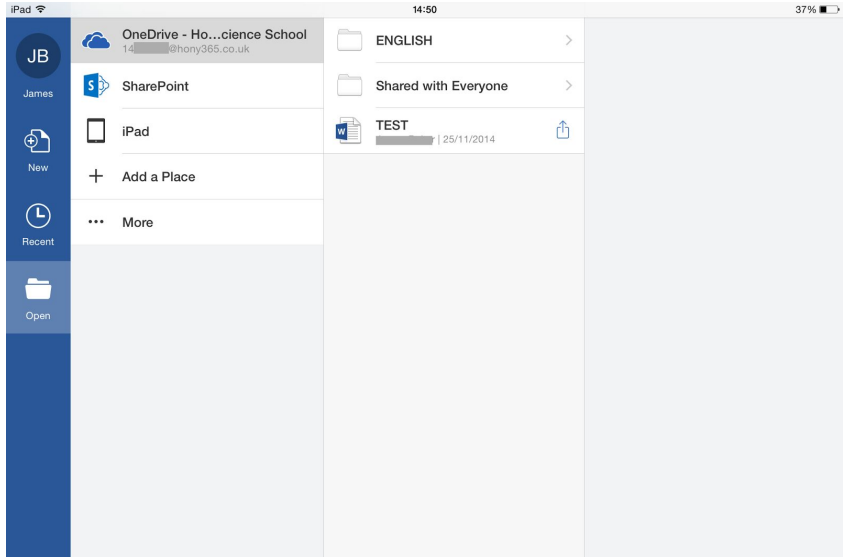 iPad
14:50
37%
JB
James
New
Recent
Open
OneDrive - Ho...cience School
14 @hony365.co.uk
SharePoint
iPad
Add a Place
More
ENGLISH
Shared with Everyone
TEST
| 25/11/2014